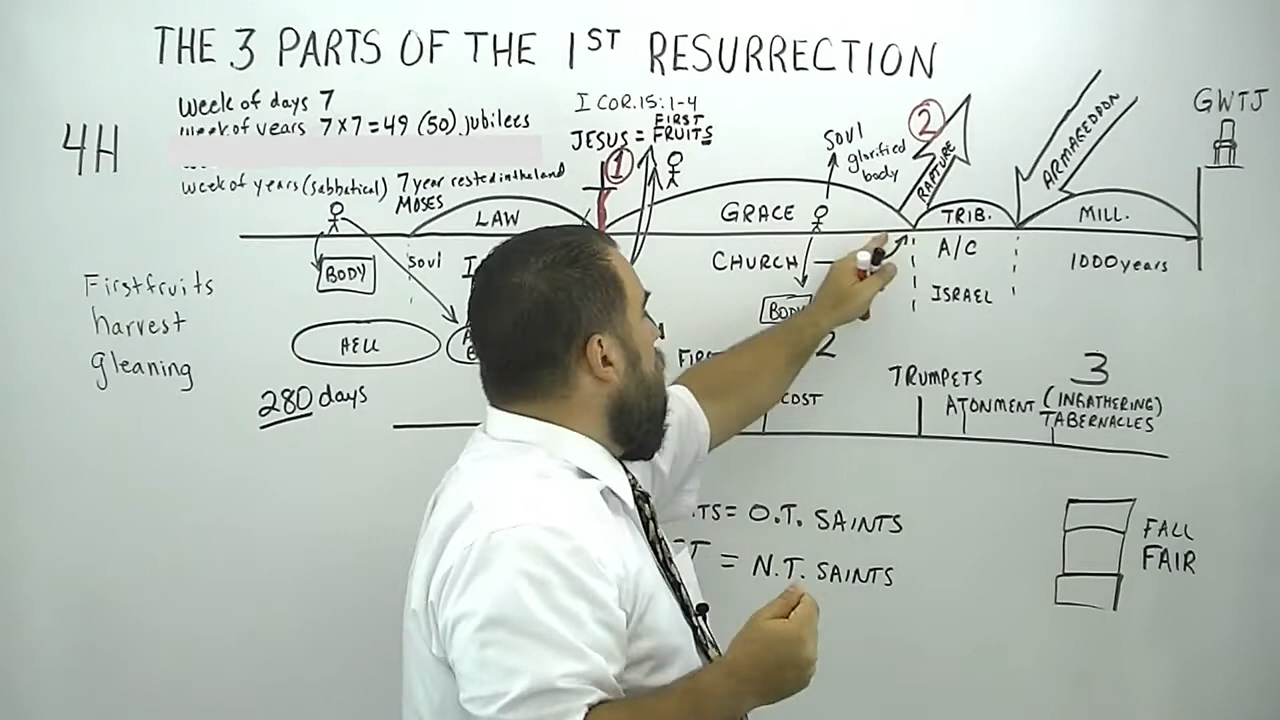 THE 3 PARTS OF THE 1ST RESURRECTION
4H
week of days 7
week of years 7x7=49 (50) jubilees
week of years (sabbatical) 7 year rested in the land
MOSES
I COR.15:1-4
JESUS = FIRST FRUITS
1
LAW
GRACE
soul
glorified
body
2
RAPTURE
TRIB.
ARMAGEDDON
MILL.
GWTJ
BODY
soul
HELL
CHURCH
BODY
A/C
ISRAEL
1000 years
Firstfruits
harvest
gleaning
280 days
2
TRUMPETS
ATONMENT
3
(INGATHERING)
TABERNACLES
= O.T. SAINTS
= N.T. SAINTS
FALL
FAIR